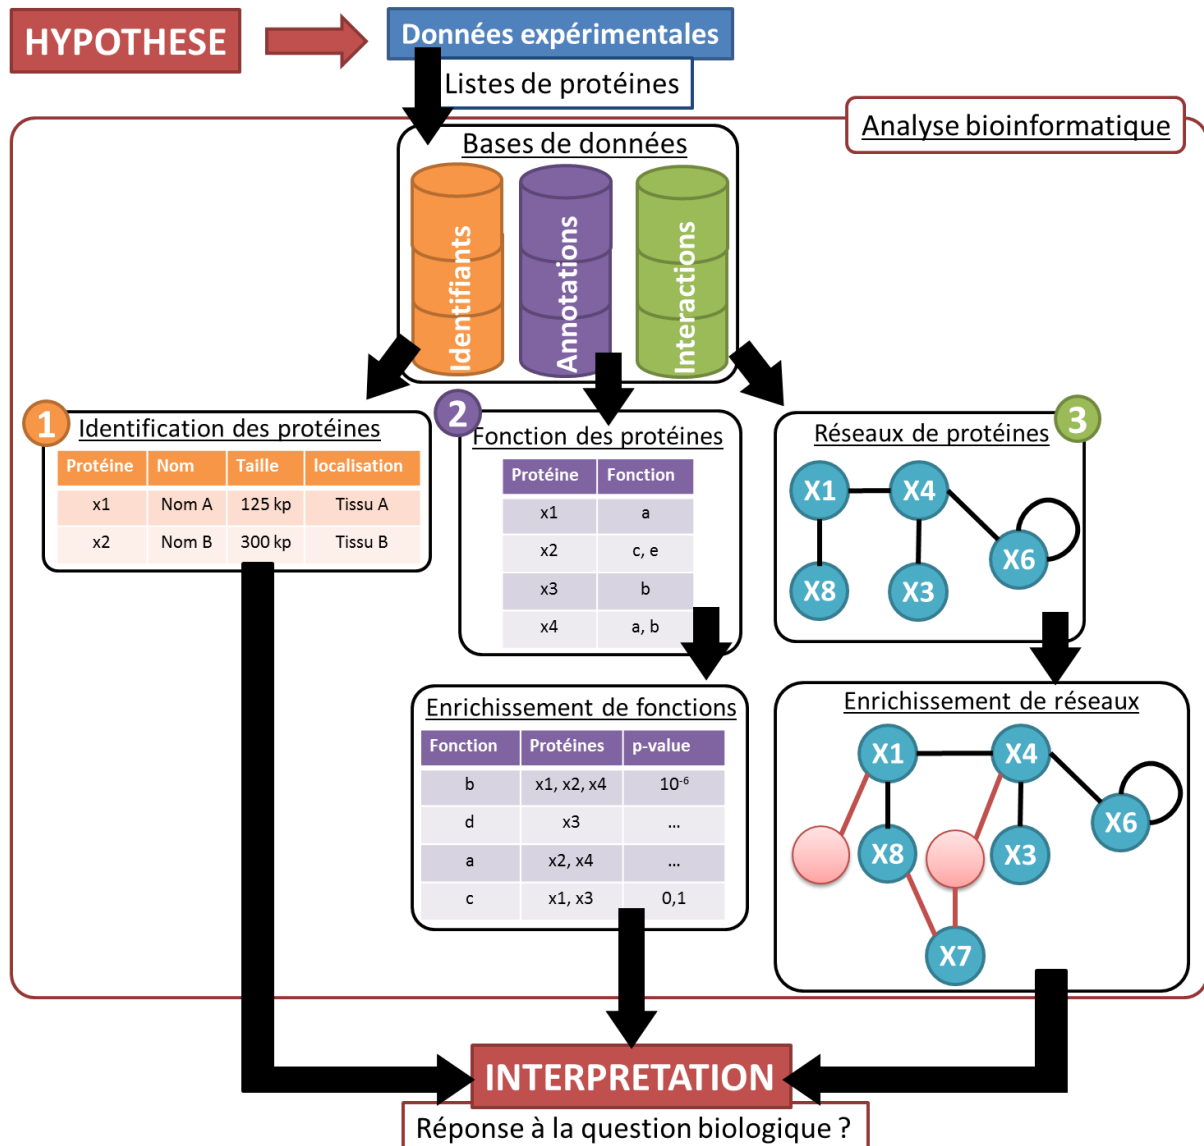 HYPOTHESE
Données expérimentales
Listes de protéines
Analyse bioinformatique
Bases de données
Identifiants
Annotations
Interactions
1
Identification des protéines
Protéine Nom Taille localisation
x1 Nom A 125 kp Tissu A
x2 Nom B 300 kp Tissu B
2
Fonction des protéines
Protéine Fonction
x1 a
x2 c, e
x3 b
x4 a, b
3
Réseaux de protéines
X1 X4
X6
X8 X3
Enrichissement de fonctions
Fonction Protéines p-value
b x1, x2, x4 10⁻⁶
d x3 ...
a x2, x4 ...
c x1, x3 0,1
Enrichissement de réseaux
X1 X4
X6
X8 X3
X7
INTERPRETATION
Réponse à la question biologique ?